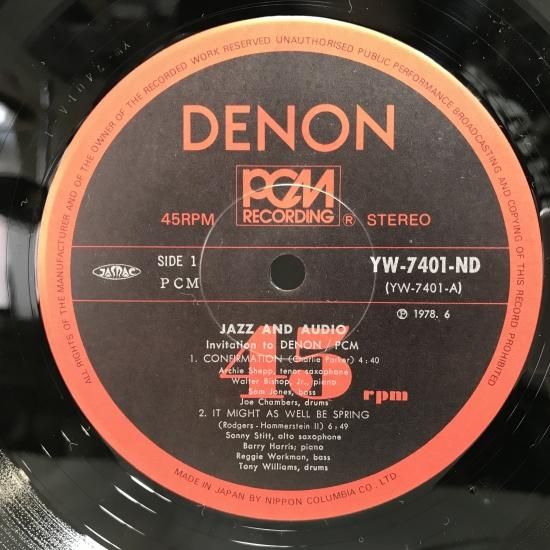 ALL RIGHTS OF THE MANUFACTURER AND OF THE OWNER OF THE RECORDED WORK RESERVED UNAUTHORISED PUBLIC PERFORMANCE BROADCASTING AND COPYING OF THIS RECORD PROHIBITED
DENON
PCM
RECORDING
45RPM
® STEREO
JASRAC
SIDE 1
PCM
YW-7401-ND
(YW-7401-A)
℗ 1978. 6
45 rpm
JAZZ AND AUDIO
Invitation to DENON / PCM
1. CONFIRMATION (Charlie Parker) 4:40
Archie Shepp, tenor saxophone
Walter Bishop, Jr., piano
Sam Jones, bass
Joe Chambers, drums
2. IT MIGHT AS WELL BE SPRING
(Rodgers - Hammerstein II) 6:49
Sonny Stitt, alto saxophone
Barry Harris; piano
Reggie Workman, bass
Tony Williams, drums
MADE IN JAPAN BY NIPPON COLUMBIA CO., LTD